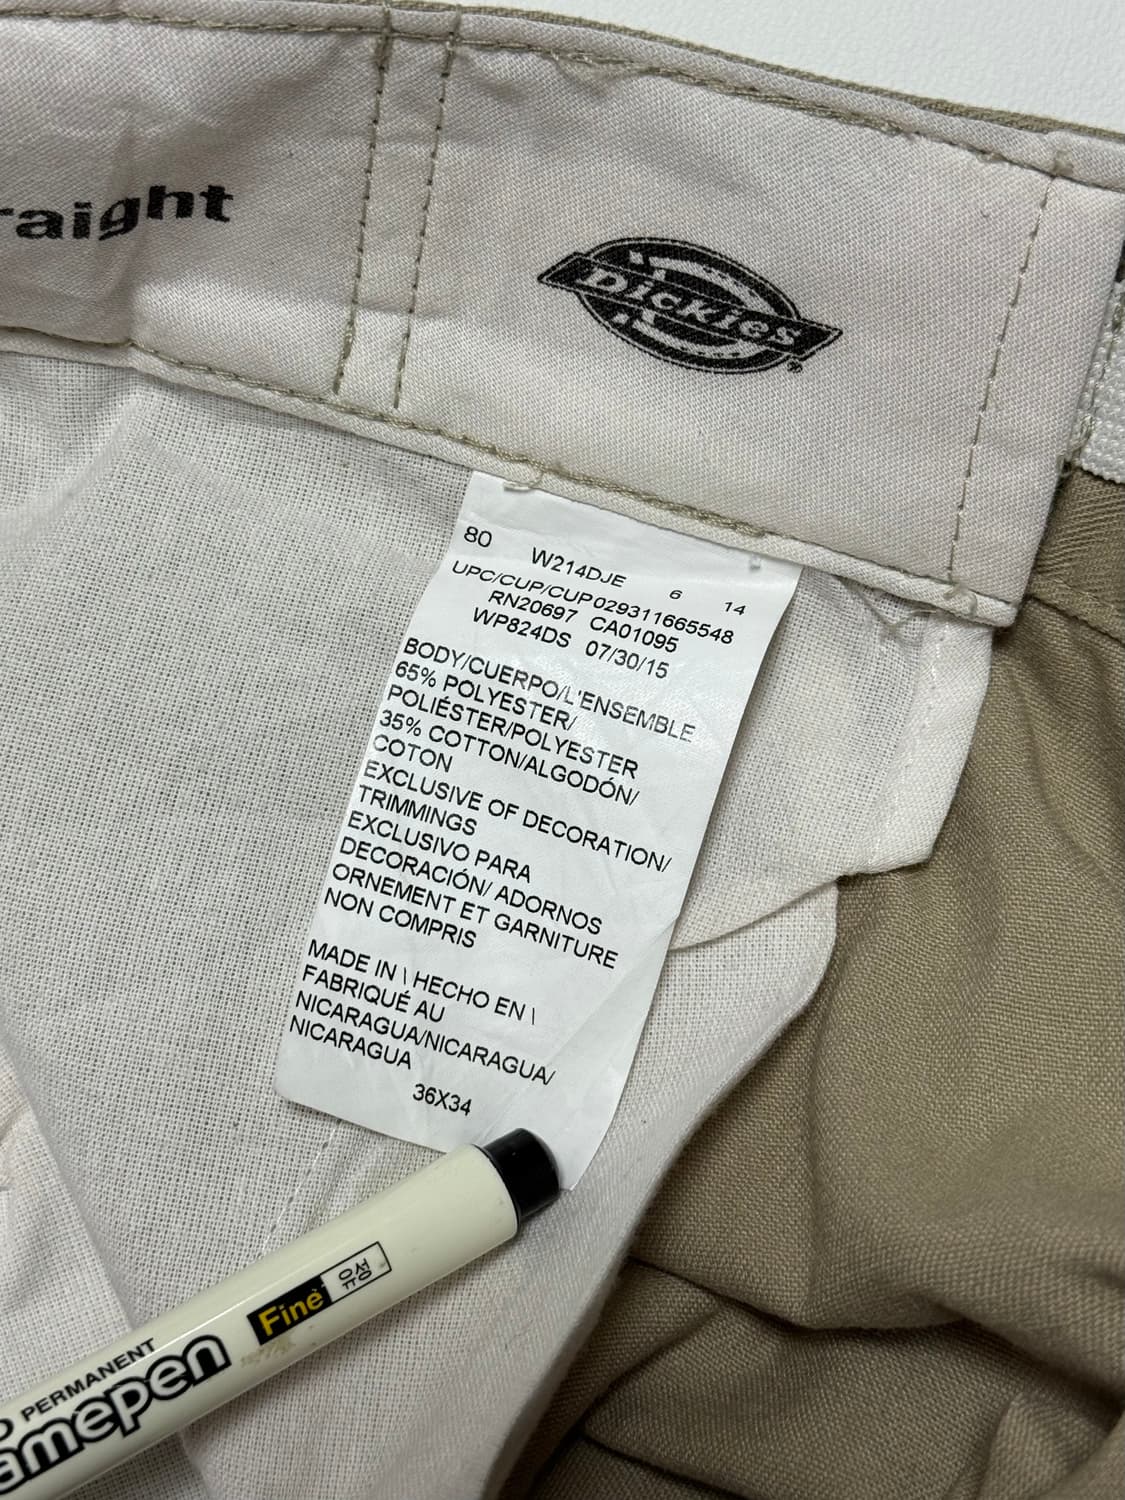 raight
Dickies
®
80 W214DJE 6 14
UPC/CUP/CUP029311665548
RN20697 CA01095
WP824DS 07/30/15
BODY/CUERPO/L'ENSEMBLE
65% POLYESTER/
POLIÉSTER/POLYESTER
35% COTTON/ALGODÓN/
COTON
EXCLUSIVE OF DECORATION/
TRIMMINGS
EXCLUSIVO PARA
DECORACIÓN/ ADORNOS
ORNEMENT ET GARNITURE
NON COMPRIS
MADE IN \ HECHO EN \
FABRIQUÉ AU
NICARAGUA/NICARAGUA/
NICARAGUA
36X34
Fine 유성
PERMANENT
amepen